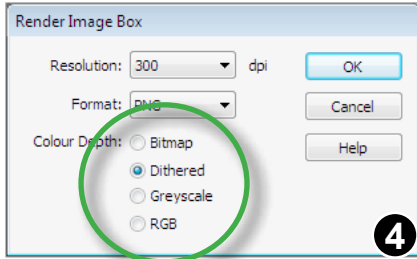 Render Image Box
Resolution: 300 dpi
OK
Format: PNG
Cancel
Colour Depth: Bitmap
Help
Dithered
Greyscale
RGB
4